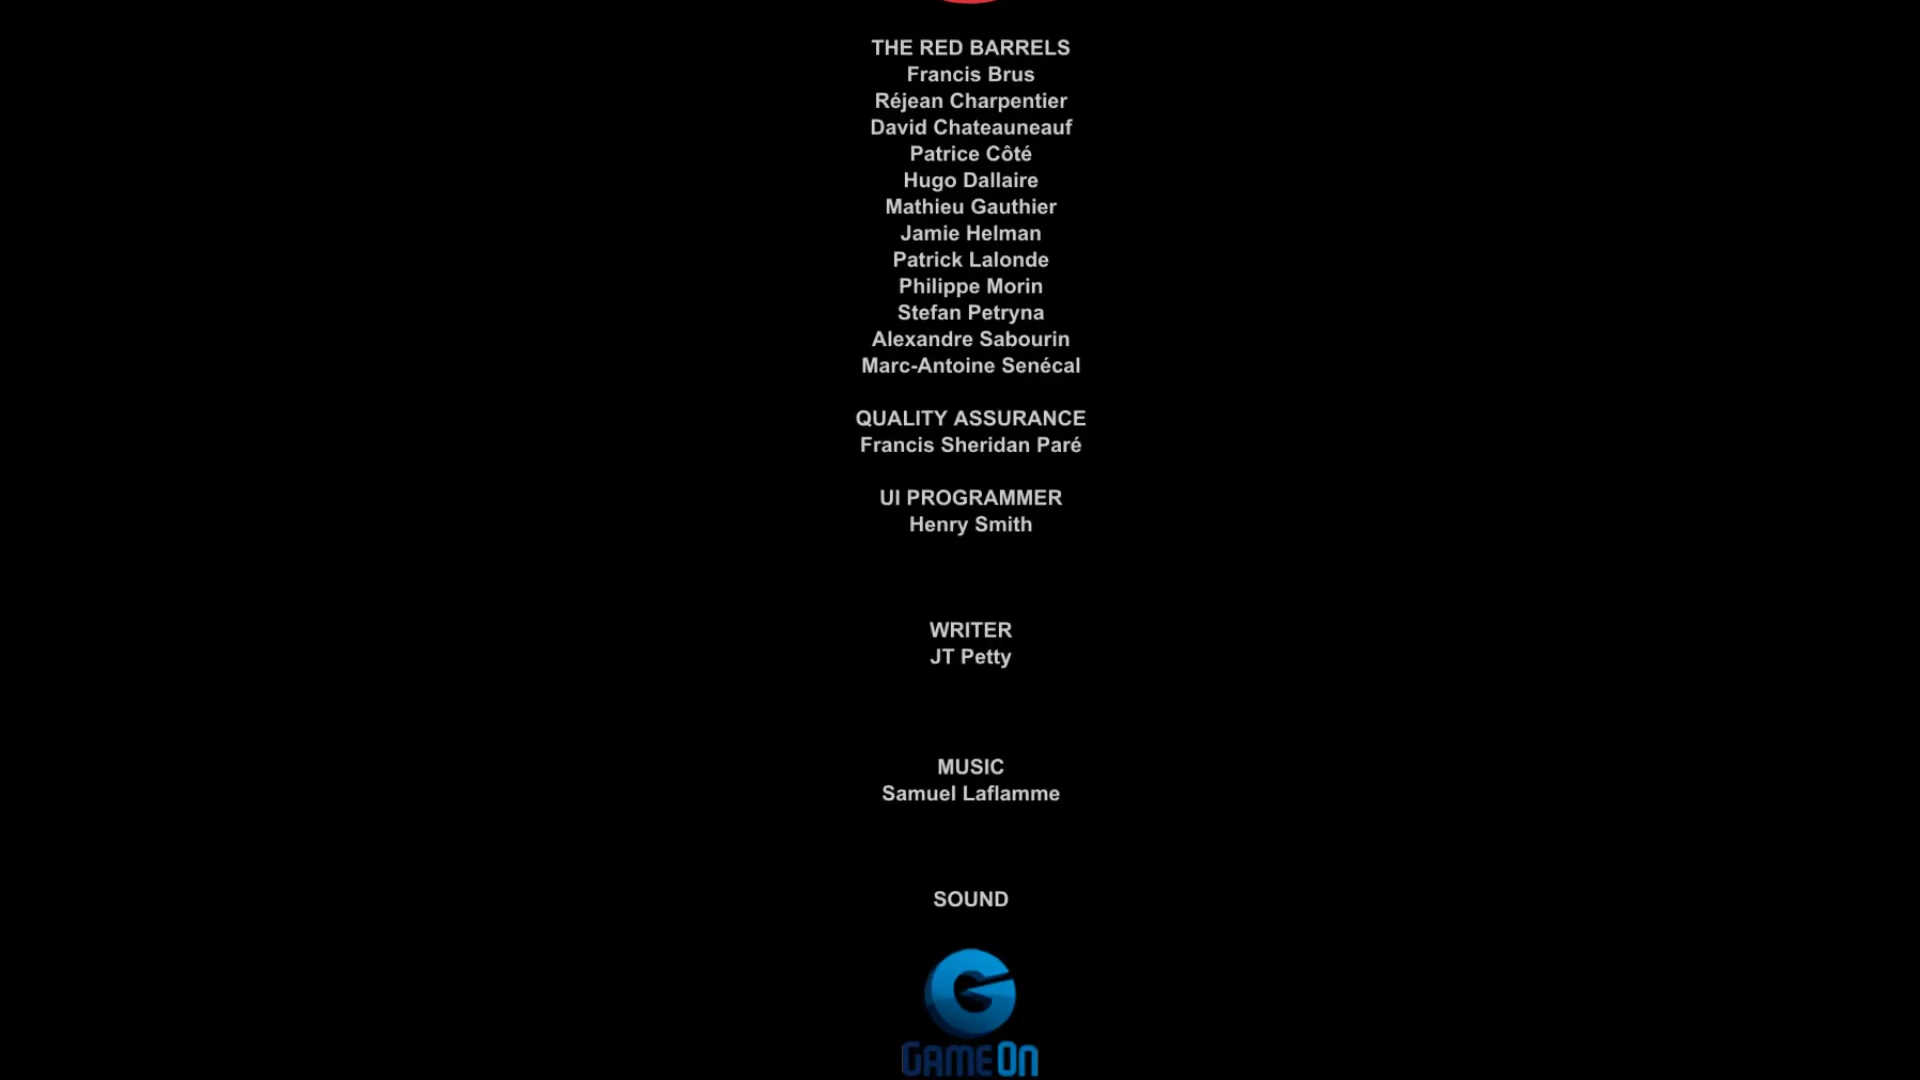 THE RED BARRELS
Francis Brus
Réjean Charpentier
David Chateauneuf
Patrice Côté
Hugo Dallaire
Mathieu Gauthier
Jamie Helman
Patrick Lalonde
Philippe Morin
Stefan Petryna
Alexandre Sabourin
Marc-Antoine Senécal
QUALITY ASSURANCE
Francis Sheridan Paré
UI PROGRAMMER
Henry Smith
WRITER
JT Petty
MUSIC
Samuel Laflamme
SOUND
GAMEON